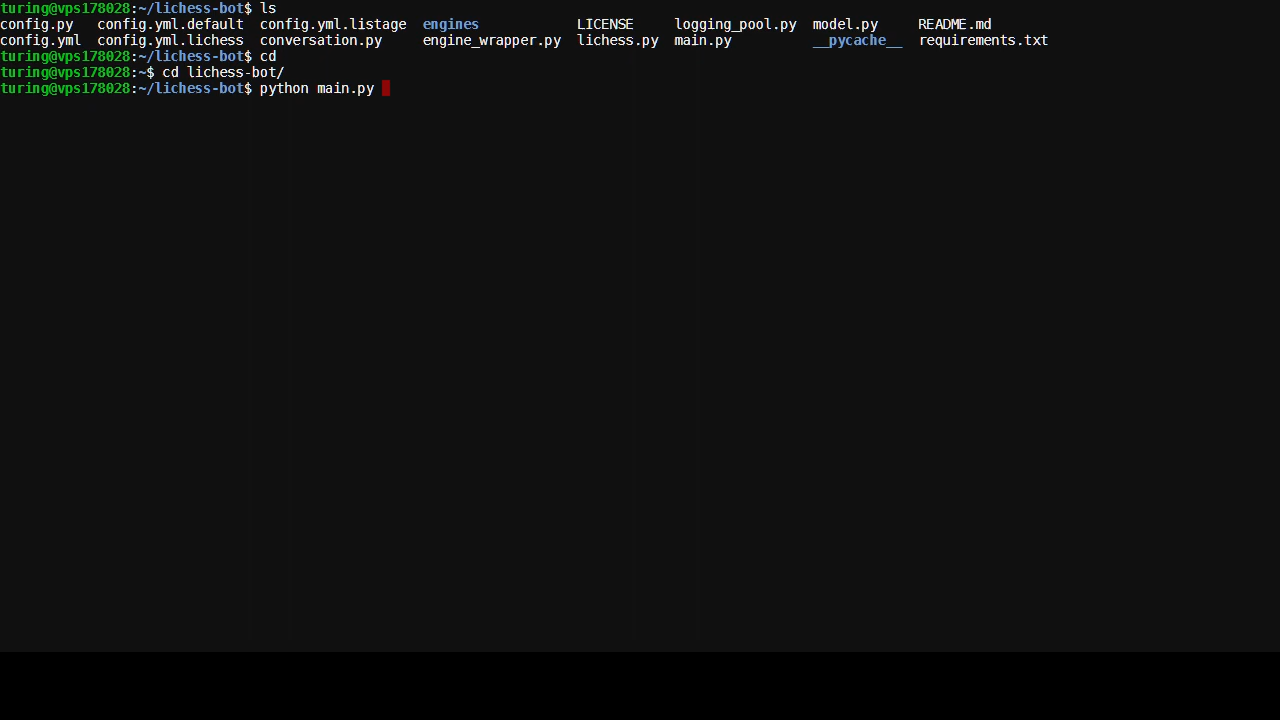 turing@vps178028:~/lichess-bot$ ls
config.py   config.yml.default  config.yml.listage  engines            LICENSE     logging_pool.py  model.py     README.md
config.yml  config.yml.lichess  conversation.py     engine_wrapper.py  lichess.py  main.py          __pycache__  requirements.txt
turing@vps178028:~/lichess-bot$ cd
turing@vps178028:~$ cd lichess-bot/
turing@vps178028:~/lichess-bot$ python main.py